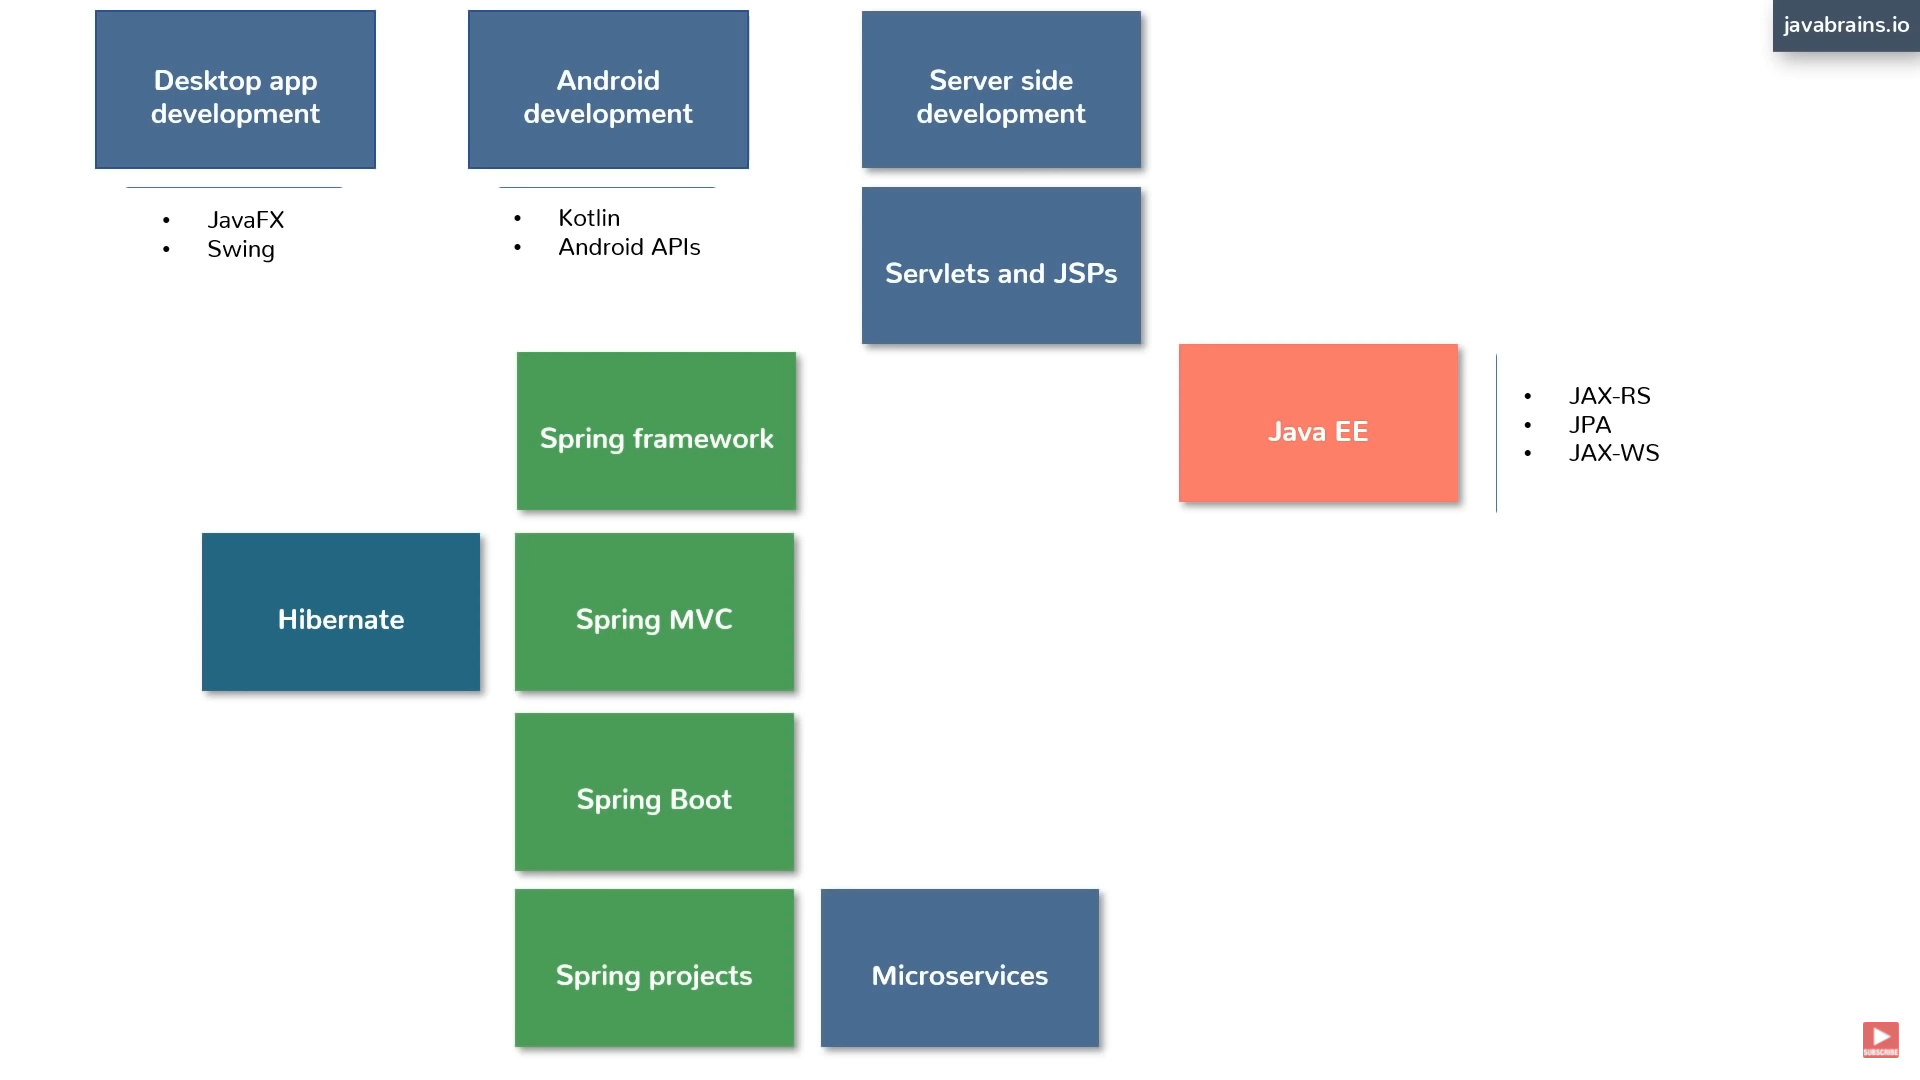 javabrains.io
Desktop app
development
Android
development
Server side
development
• JavaFX
• Swing
• Kotlin
• Android APIs
Servlets and JSPs
Spring framework
Java EE
• JAX-RS
• JPA
• JAX-WS
Hibernate
Spring MVC
Spring Boot
Spring projects
Microservices
SUBSCRIBE